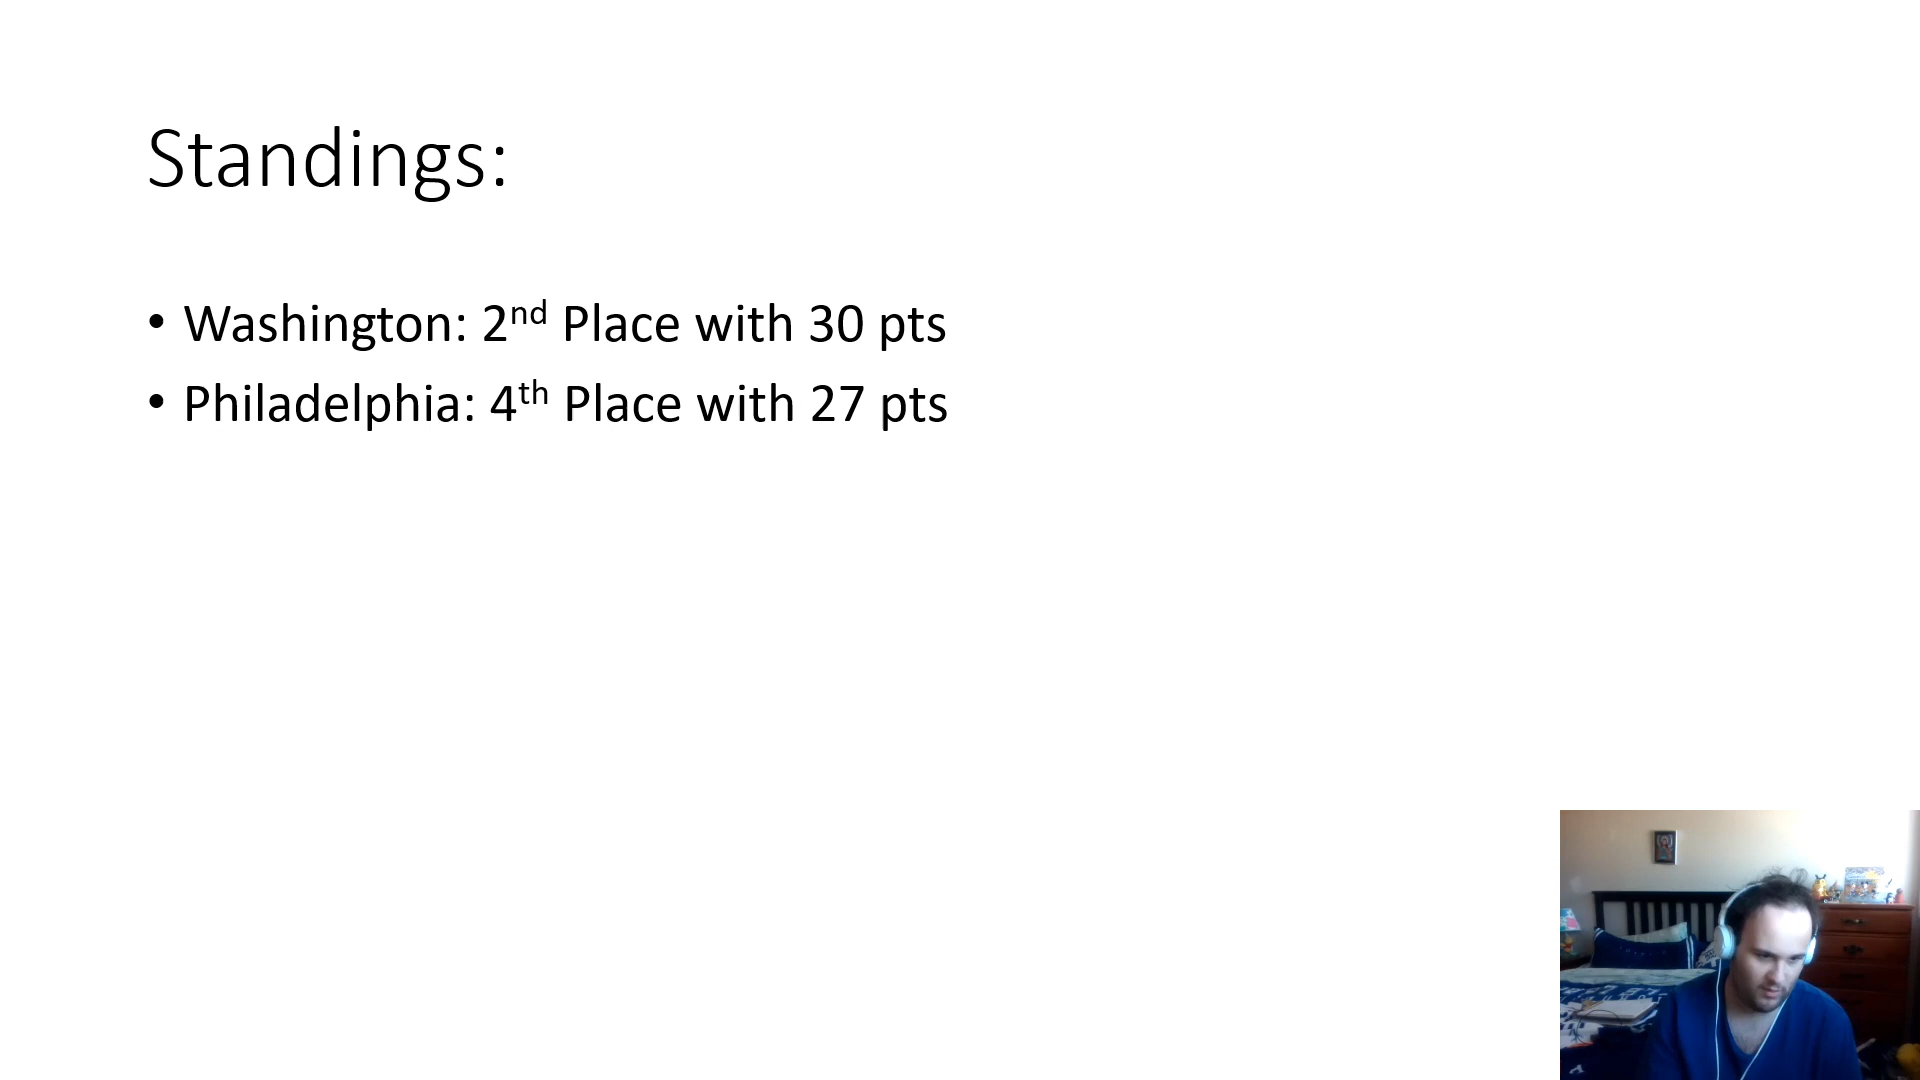 Standings:
• Washington: 2nd Place with 30 pts
• Philadelphia: 4th Place with 27 pts